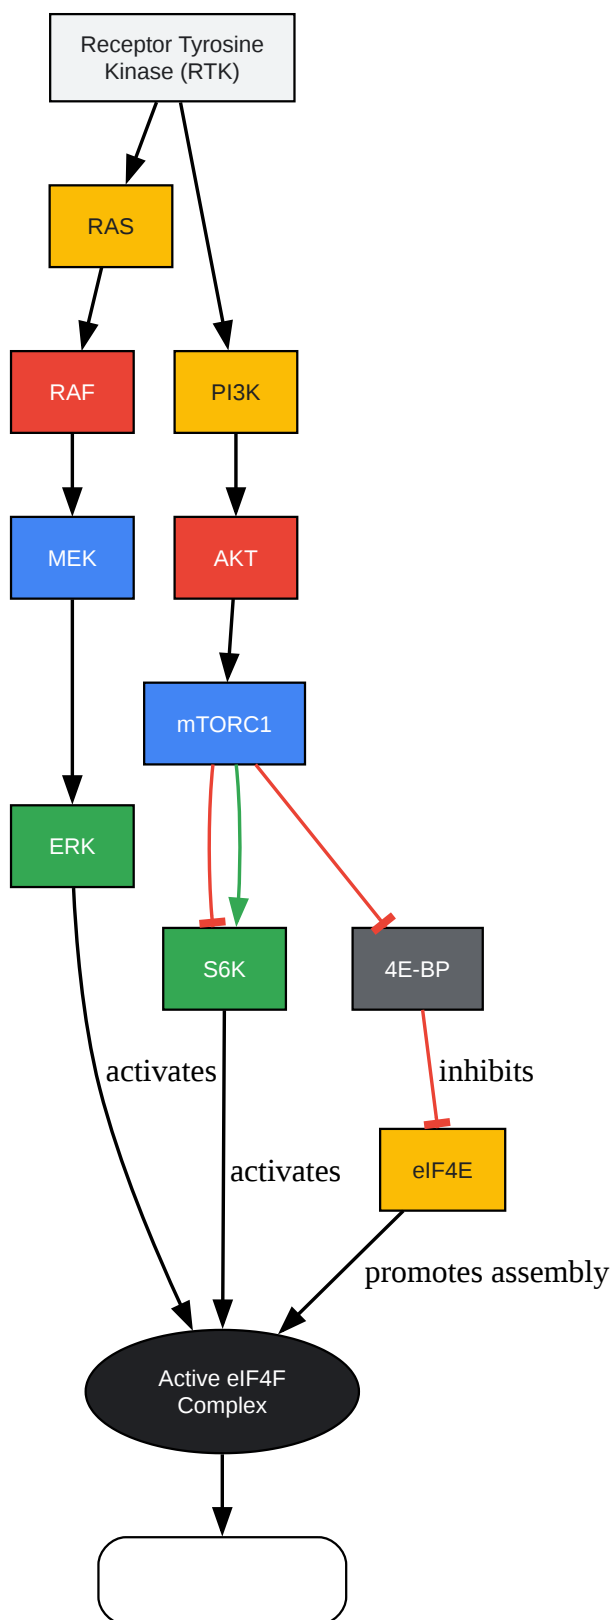 Receptor Tyrosine
Kinase (RTK)
RAS
RAF
PI3K
MEK
AKT
mTORC1
ERK
S6K
4E-BP
activates
inhibits
activates
eIF4E
promotes assembly
Active eIF4F
Complex